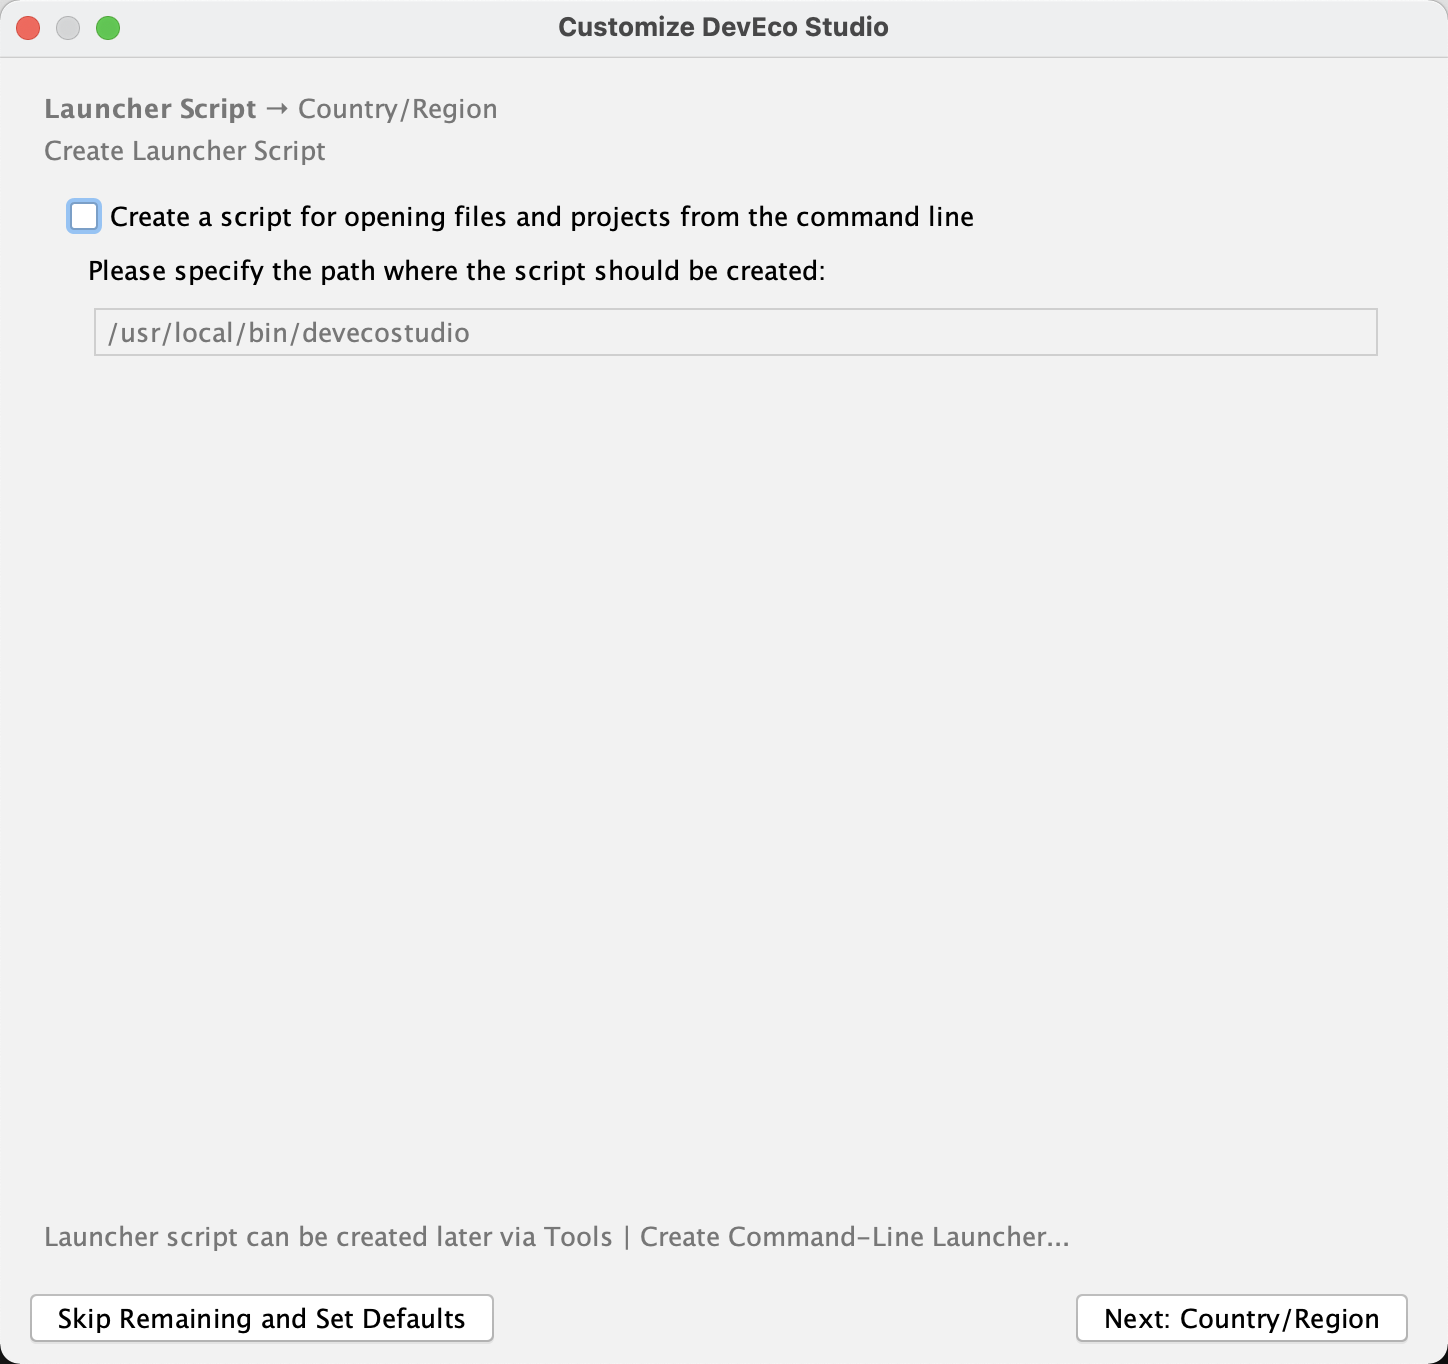 Customize DevEco Studio
Launcher Script → Country/Region
Create Launcher Script
Create a script for opening files and projects from the command line
Please specify the path where the script should be created:
/usr/local/bin/devecostudio
Launcher script can be created later via Tools | Create Command-Line Launcher...
Skip Remaining and Set Defaults
Next: Country/Region